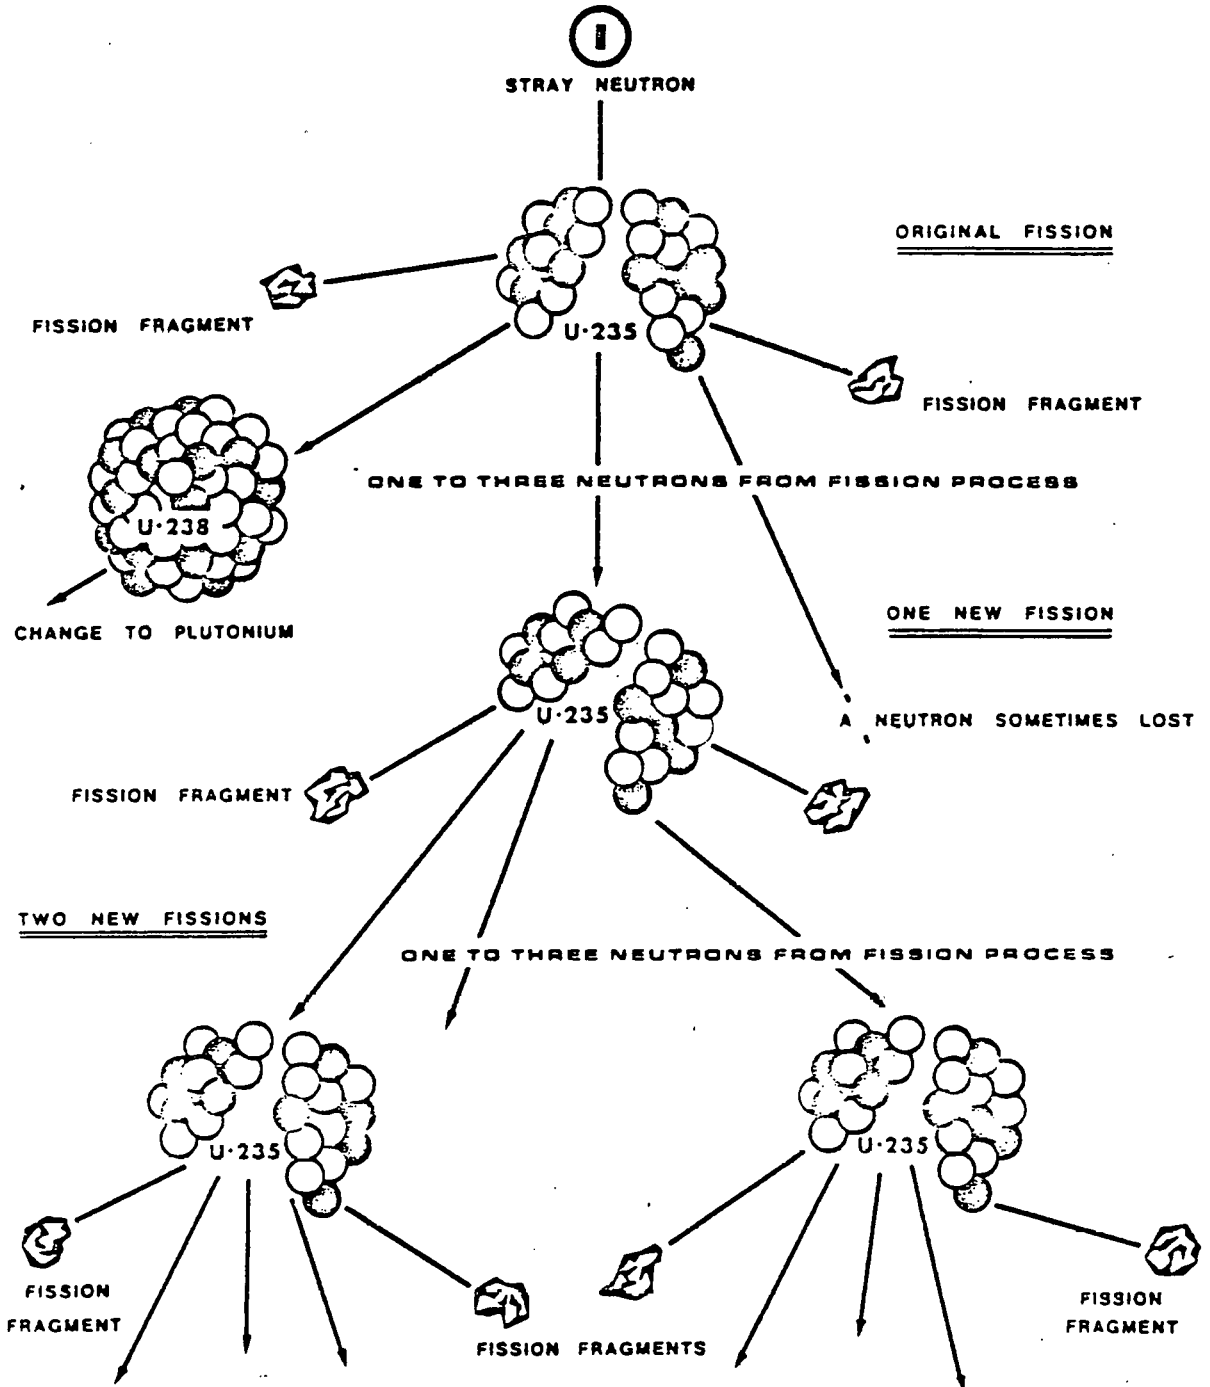 STRAY NEUTRON
ORIGINAL FISSION
FISSION FRAGMENT
U·235
FISSION FRAGMENT
ONE TO THREE NEUTRONS FROM FISSION PROCESS
U·238
CHANGE TO PLUTONIUM
ONE NEW FISSION
U·235
A NEUTRON SOMETIMES LOST
FISSION FRAGMENT
TWO NEW FISSIONS
ONE TO THREE NEUTRONS FROM FISSION PROCESS
U·235
U·235
FISSION
FRAGMENT
FISSION FRAGMENTS
FISSION
FRAGMENT